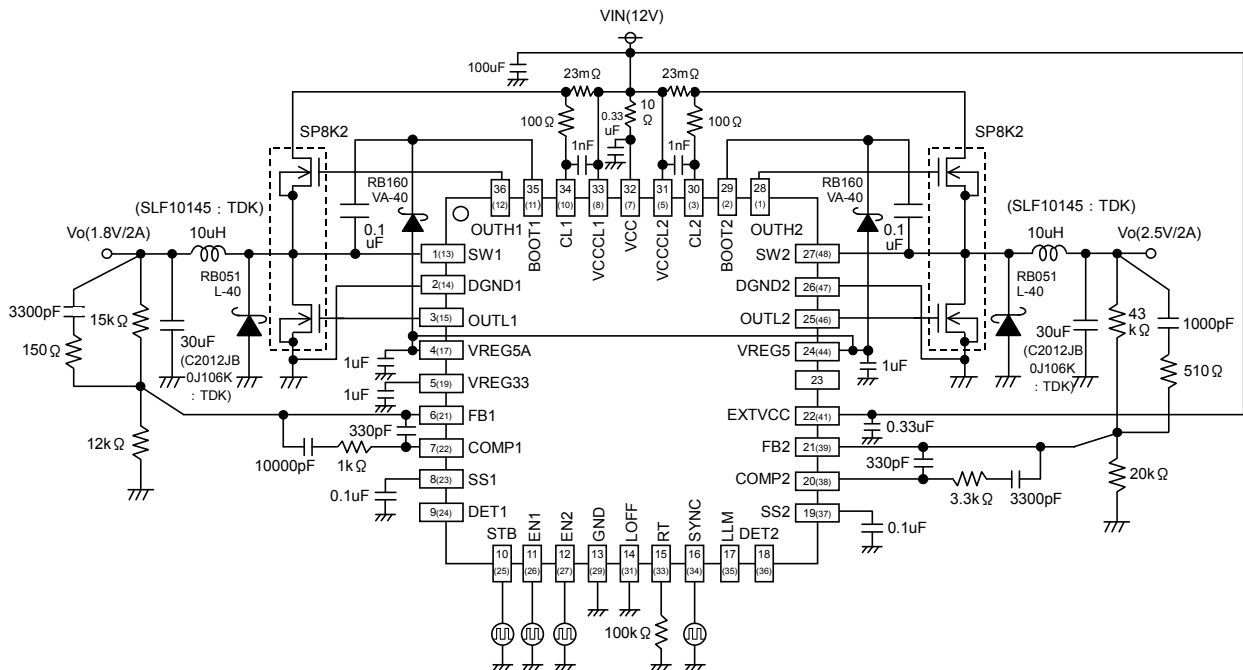 VIN(12V)
100uF
23mΩ
23mΩ
SP8K2
100Ω
0.33
uF
10
Ω
100Ω
SP8K2
1nF
1nF
RB160
VA-40
RB160
VA-40
36
(12)
35
(11)
34
(10)
33
(8)
32
(7)
31
(5)
30
(3)
29
(2)
28
(1)
(SLF10145 : TDK)
0.1
uF
OUTH1
BOOT1
CL1
VCCCL1
VCC
VCCCL2
CL2
BOOT2
OUTH2
0.1
uF
(SLF10145 : TDK)
Vo(1.8V/2A)
10uH
1(13)
SW1
SW2
27(48)
10uH
Vo(2.5V/2A)
RB051
L-40
2(14)
DGND1
DGND2
26(47)
RB051
L-40
3300pF
15kΩ
3(15)
OUTL1
OUTL2
25(46)
43
kΩ
1000pF
150Ω
30uF
(C2012JB
0J106K
: TDK)
1uF
4(17)
VREG5A
VREG5
24(44)
1uF
30uF
(C2012JB
0J106K
: TDK)
510Ω
1uF
5(19)
VREG33
23
6(21)
FB1
EXTVCC
22(41)
0.33uF
12kΩ
330pF
7(22)
COMP1
FB2
21(39)
330pF
10000pF
1kΩ
8(23)
SS1
COMP2
20(38)
3.3kΩ
3300pF
20kΩ
0.1uF
9(24)
DET1
SS2
19(37)
0.1uF
STB
EN1
EN2
GND
LOFF
RT
SYNC
LLM
DET2
10
(25)
11
(26)
12
(27)
13
(29)
14
(31)
15
(33)
16
(34)
17
(35)
18
(36)
100kΩ